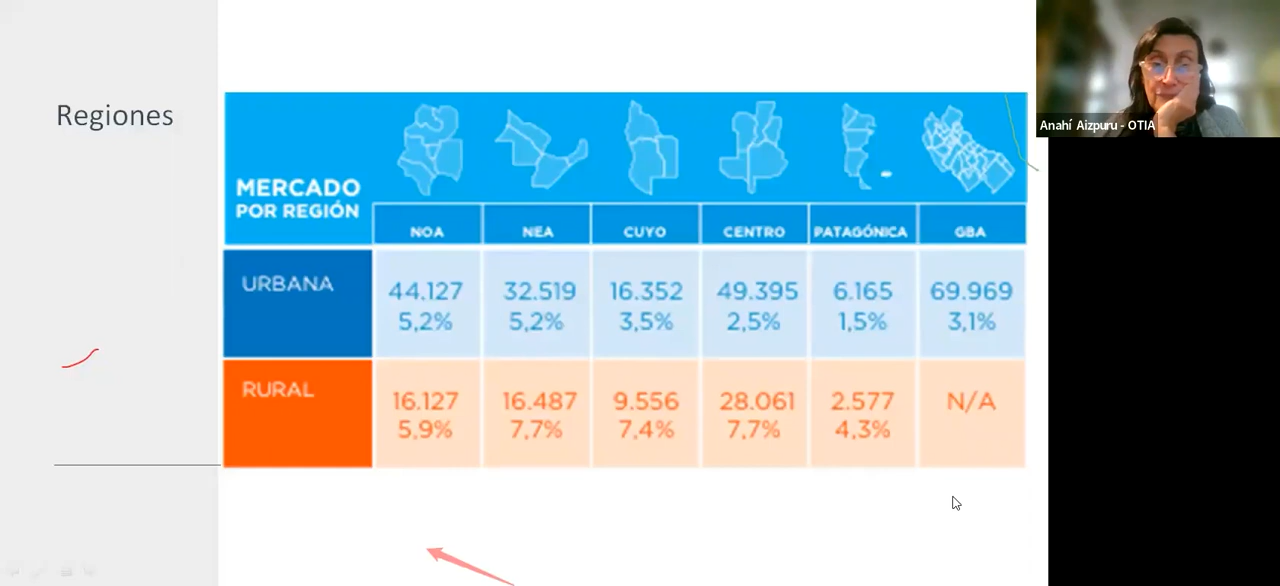 Regiones
MERCADO
POR REGIÓN
NOA
NEA
CUYO
CENTRO
PATAGÓNICA
GBA
URBANA
44.127
5,2%
32.519
5,2%
16.352
3,5%
49.395
2,5%
6.165
1,5%
69.969
3,1%
RURAL
16.127
5,9%
16.487
7,7%
9.556
7,4%
28.061
7,7%
2.577
4,3%
N/A
Anahí Aizpuru - OTIA